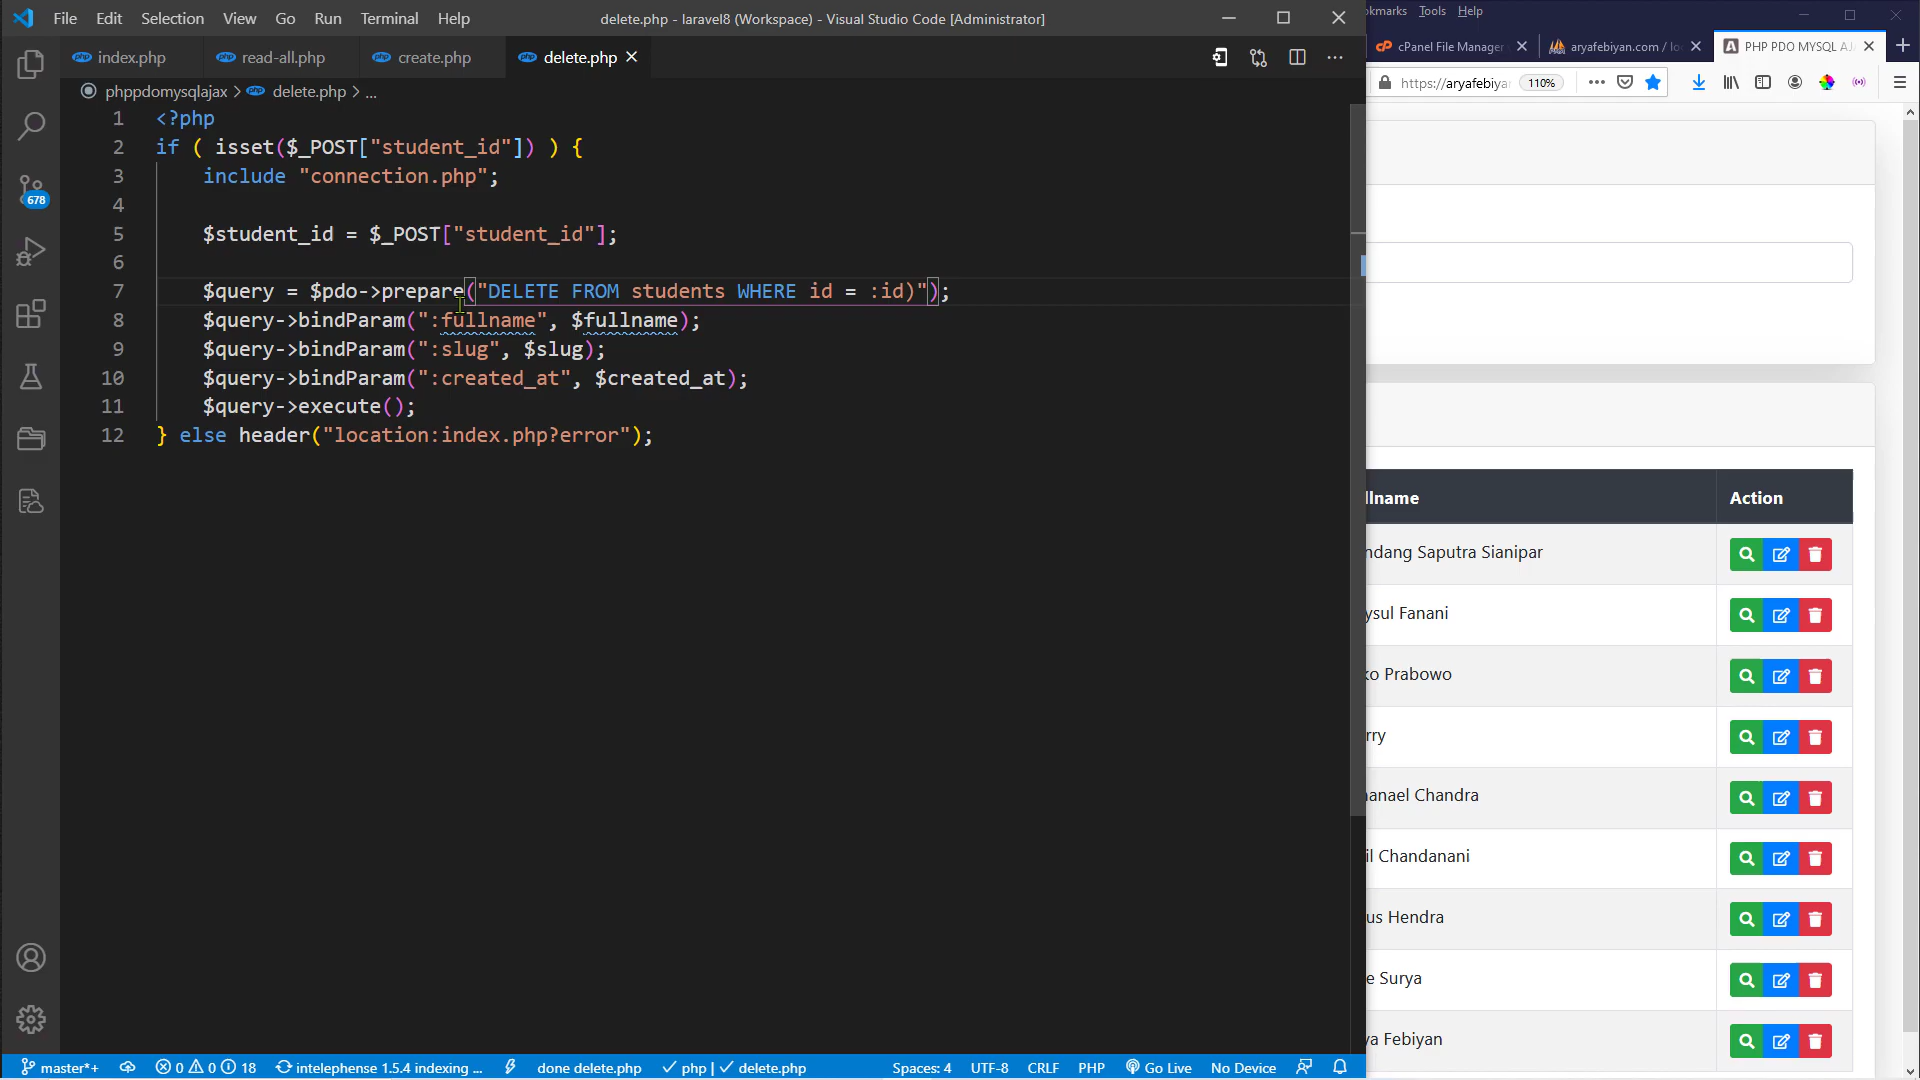 File Edit Selection View Go Run Terminal Help
delete.php - laravel8 (Workspace) - Visual Studio Code [Administrator]
index.php
read-all.php
create.php
delete.php
phppdomysqlajax > delete.php > ...
1 <?php
2 if ( isset($_POST["student_id"]) ) {
3 include "connection.php";
4
5 $student_id = $_POST["student_id"];
6
7 $query = $pdo->prepare("DELETE FROM students WHERE id = :id)");
8 $query->bindParam(":fullname", $fullname);
9 $query->bindParam(":slug", $slug);
10 $query->bindParam(":created_at", $created_at);
11 $query->execute();
12 } else header("location:index.php?error");
678
master*+ 0 0 18 intelephense 1.5.4 indexing ... done delete.php php | delete.php Spaces: 4 UTF-8 CRLF PHP Go Live No Device
okmarks Tools Help
cPanel File Manager
aryafebiyan.com / lo
PHP PDO MYSQL AJA
https://aryafebiyan
110%
llname Action
ndang Saputra Sianipar
ysul Fanani
ko Prabowo
rry
anael Chandra
il Chandanani
us Hendra
e Surya
ya Febiyan